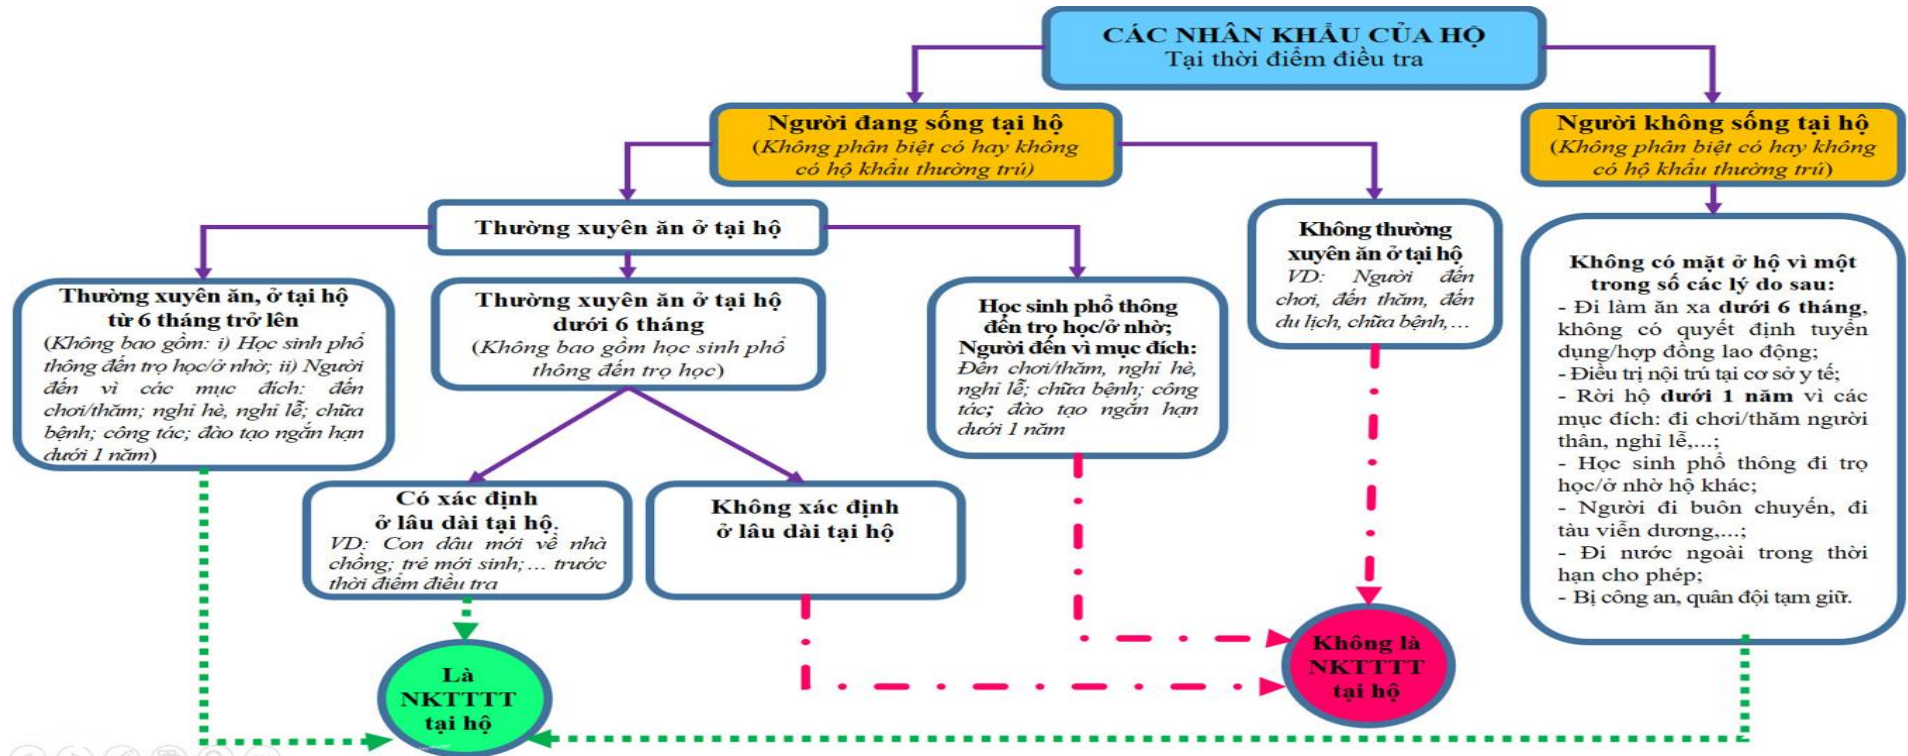 CÁC NHÂN KHẨU CỦA HỘ
Tại thời điểm điều tra
Người đang sống tại hộ
(Không phân biệt có hay không
có hộ khẩu thường trú)
Người không sống tại hộ
(Không phân biệt có hay không
có hộ khẩu thường trú)
Thường xuyên ăn ở tại hộ
Không thường
xuyên ăn ở tại hộ
VD: Người đến
chơi, đến thăm, đến
du lịch, chữa bệnh,...
Thường xuyên ăn, ở tại hộ
từ 6 tháng trở lên
(Không bao gồm: i) Học sinh phổ
thông đến trọ học/ở nhờ; ii) Người
đến vì các mục đích: đến
chơi/thăm; nghỉ hè, nghỉ lễ; chữa
bệnh; công tác; đào tạo ngắn hạn
dưới 1 năm)
Thường xuyên ăn ở tại hộ
dưới 6 tháng
(Không bao gồm học sinh phổ
thông đến trọ học)
Học sinh phổ thông
đến trọ học/ở nhờ;
Người đến vì mục đích:
Đến chơi/thăm, nghỉ hè,
nghỉ lễ; chữa bệnh; công
tác; đào tạo ngắn hạn
dưới 1 năm
Không có mặt ở hộ vì một
trong số các lý do sau:
- Đi làm ăn xa dưới 6 tháng,
không có quyết định tuyển
dụng/hợp đồng lao động;
- Điều trị nội trú tại cơ sở y tế;
- Rời hộ dưới 1 năm vì các
mục đích: đi chơi/thăm người
thân, nghỉ lễ,...;
- Học sinh phổ thông đi trọ
học/ở nhờ hộ khác;
- Người đi buôn chuyến, đi
tàu viễn dương,...;
- Đi nước ngoài trong thời
hạn cho phép;
- Bị công an, quân đội tạm giữ.
Có xác định
ở lâu dài tại hộ.
VD: Con dâu mới về nhà
chồng; trẻ mới sinh;... trước
thời điểm điều tra
Không xác định
ở lâu dài tại hộ
Là
NKTTTT
tại hộ
Không là
NKTTTT
tại hộ